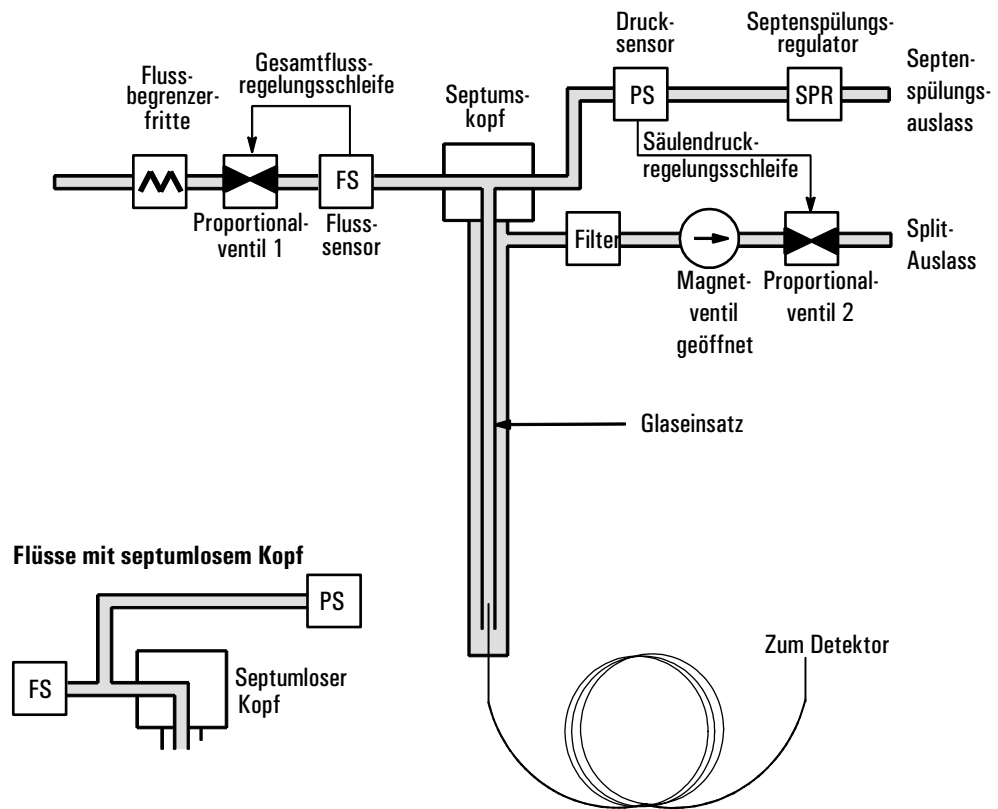 Fluss-
begrenzer-
fritte
Gesamtfluss-
regelungsschleife
Septums-
kopf
Druck-
sensor
Septenspülungs-
regulator
Septen-
spülungs-
auslass
PS
SPR
Säulendruck-
regelungsschleife
FS
Proportional-
ventil 1
Fluss-
sensor
Filter
Split-
Auslass
Magnet-
ventil
geöffnet
Proportional-
ventil 2
Glaseinsatz
Flüsse mit septumlosem Kopf
PS
FS
Septumloser
Kopf
Zum Detektor